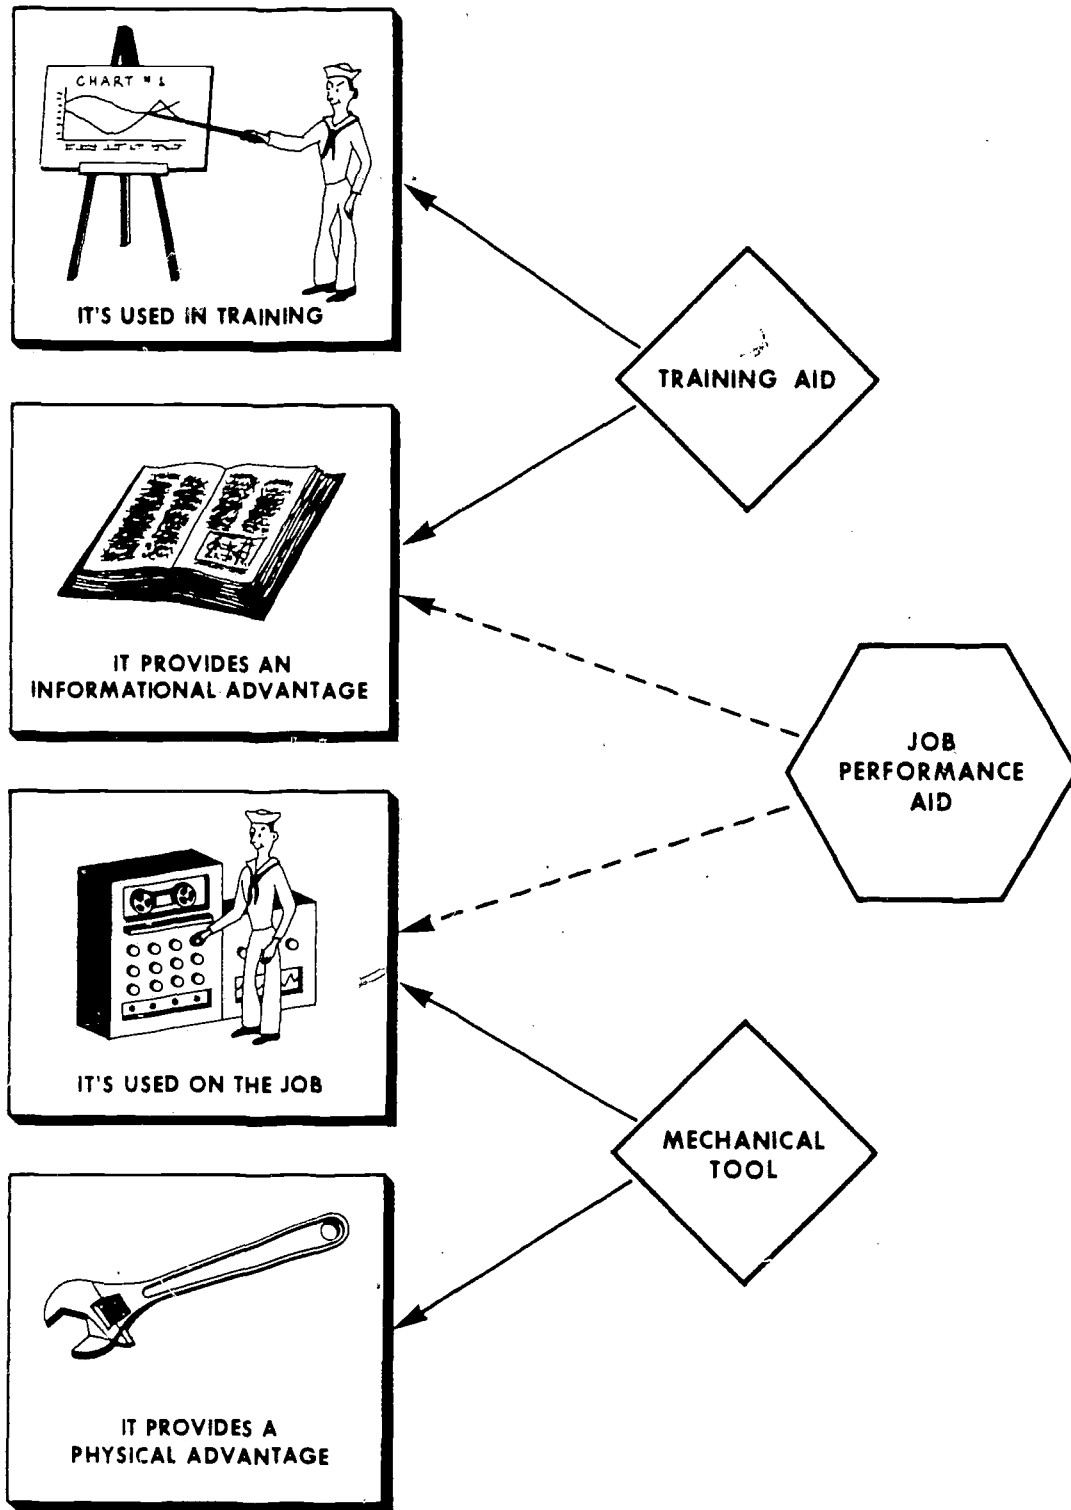 CHART #1
IT'S USED IN TRAINING
TRAINING AID
IT PROVIDES AN
INFORMATIONAL ADVANTAGE
JOB
PERFORMANCE
AID
IT'S USED ON THE JOB
MECHANICAL
TOOL
IT PROVIDES A
PHYSICAL ADVANTAGE